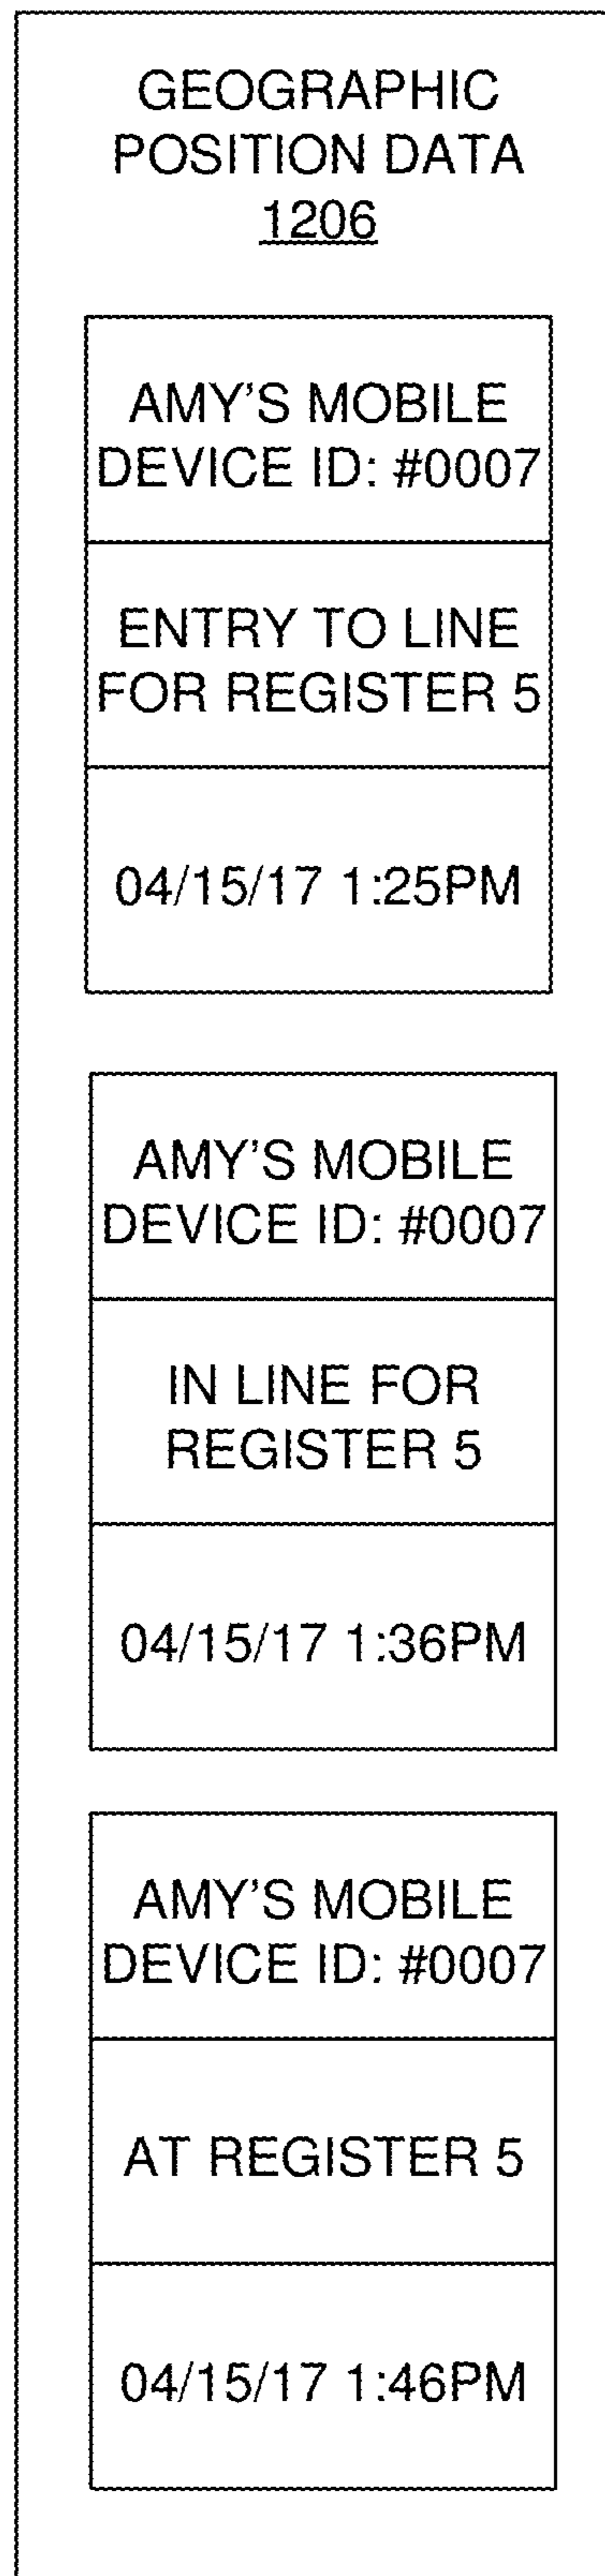 GEOGRAPHIC
POSITION DATA
1206
AMY'S MOBILE
DEVICE ID: #0007
ENTRY TO LINE
FOR REGISTER 5
04/15/17 1:25PM
AMY'S MOBILE
DEVICE ID: #0007
IN LINE FOR
REGISTER 5
04/15/17 1:36PM
AMY'S MOBILE
DEVICE ID: #0007
AT REGISTER 5
04/15/17 1:46PM